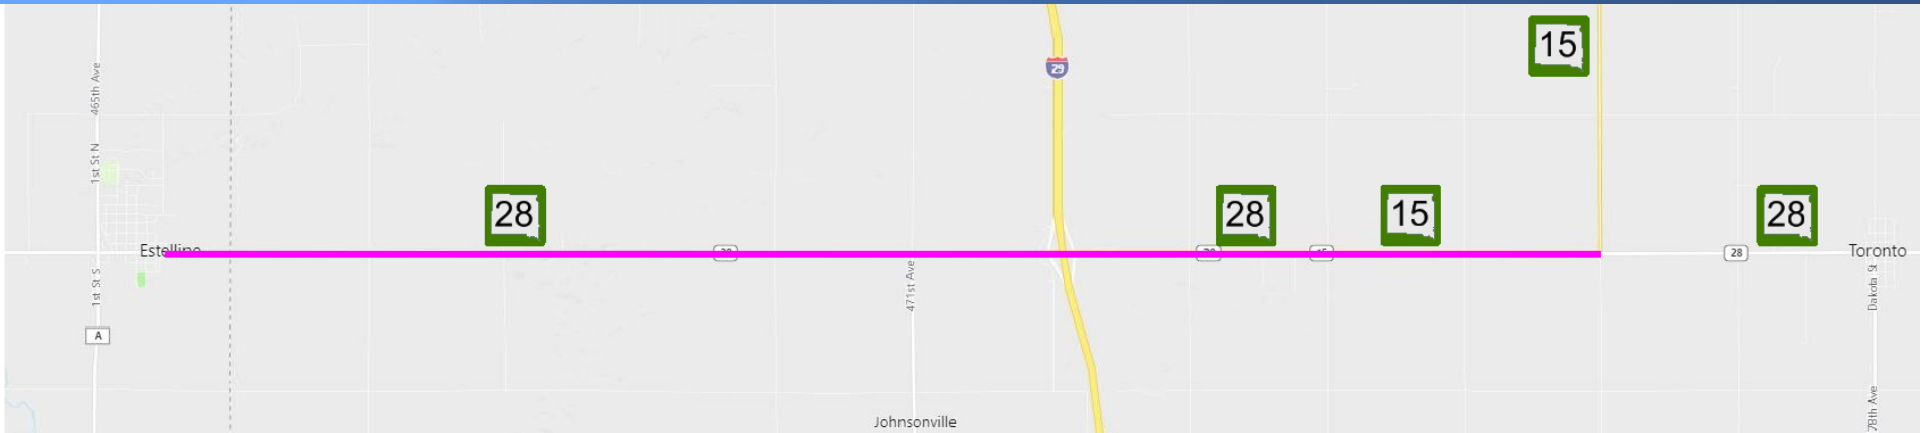 15
465th Ave
29
1st St N
28
28
15
28
Estelline
28
Toronto
1st St S
471st Ave
Dakota St
A
Johnsonville
78th Ave